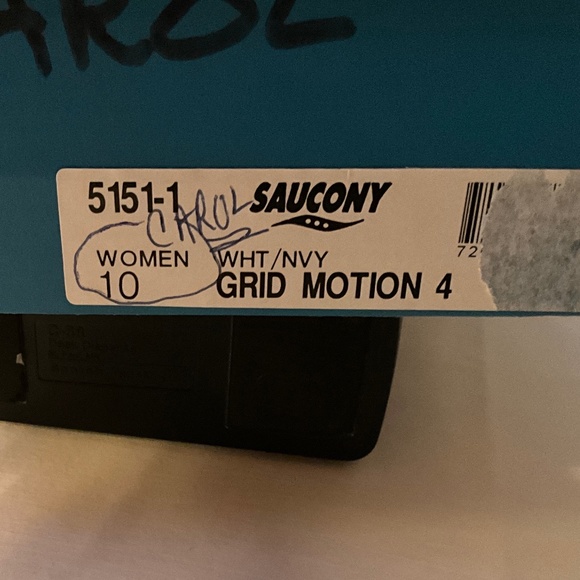 AROL
5151-1 CAROL SAUCONY
WOMEN WHT/NVY
10 GRID MOTION 4